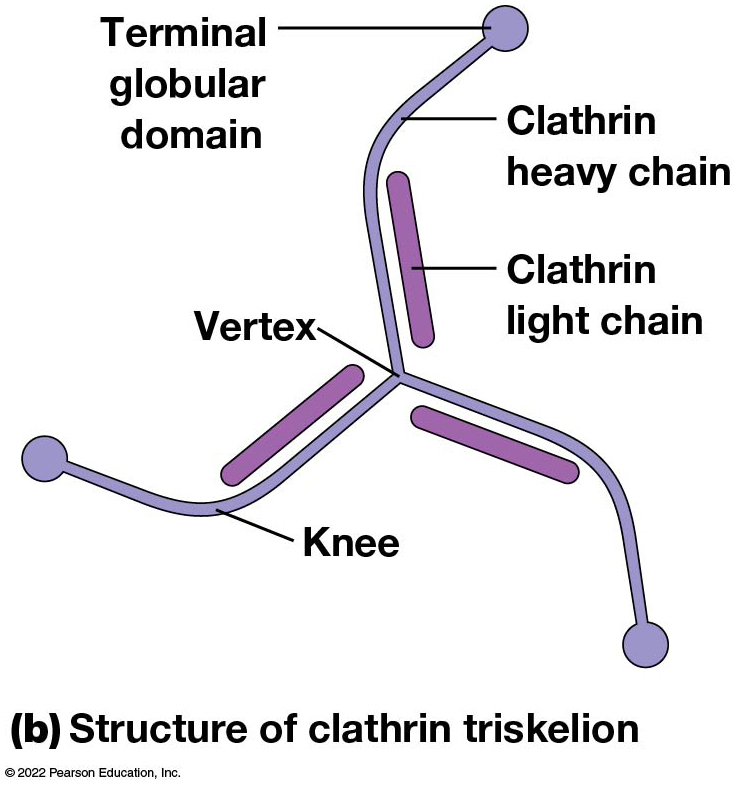 Terminal
globular
domain
Clathrin
heavy chain
Clathrin
light chain
Vertex
Knee
(b) Structure of clathrin triskelion
© 2022 Pearson Education, Inc.